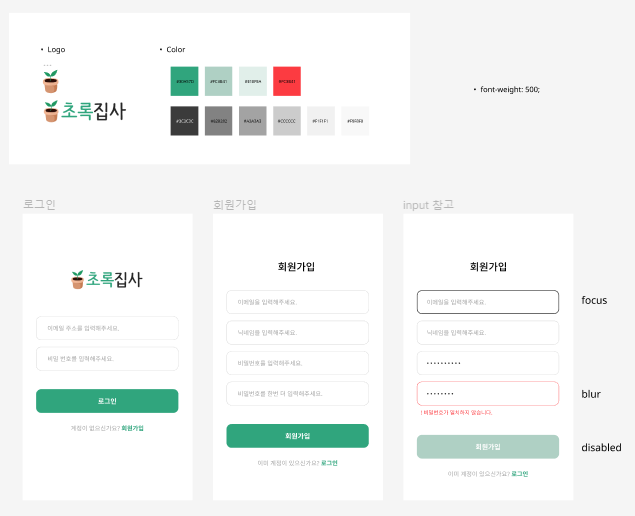 • Logo
• Color
초록집사
#3C3C3C
#CCCCCC
#F1F1F1
• font-weight: 500;
로그인
초록집사
이메일 주소를 입력해주세요.
비밀 번호를 입력해주세요.
로그인
계정이 없으신가요? 회원가입
회원가입
회원가입
이메일을 입력해주세요.
닉네임을 입력해주세요.
비밀번호를 입력해주세요.
비밀번호를 한번 더 입력해주세요.
회원가입
이미 계정이 있으신가요? 로그인
input 참고
회원가입
이메일을 입력해주세요.
focus
닉네임을 입력해주세요.
blur
! 비밀번호가 일치하지 않습니다.
회원가입
disabled
이미 계정이 있으신가요? 로그인